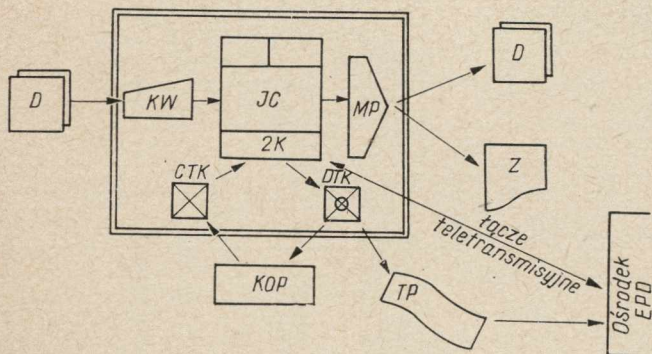 D
KW
JC
2K
MP
D
Z
CTK
DTK
łącze
teletransmisyjne
KOP
TP
Ośrodek
EPD